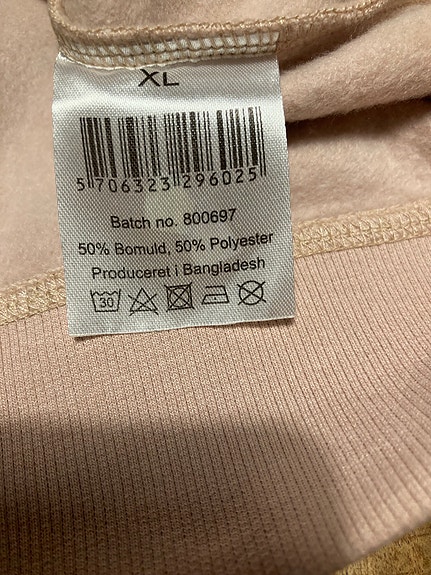 XL
5 706323 296025
Batch no. 800697
50% Bomuld, 50% Polyester
Produceret i Bangladesh
30